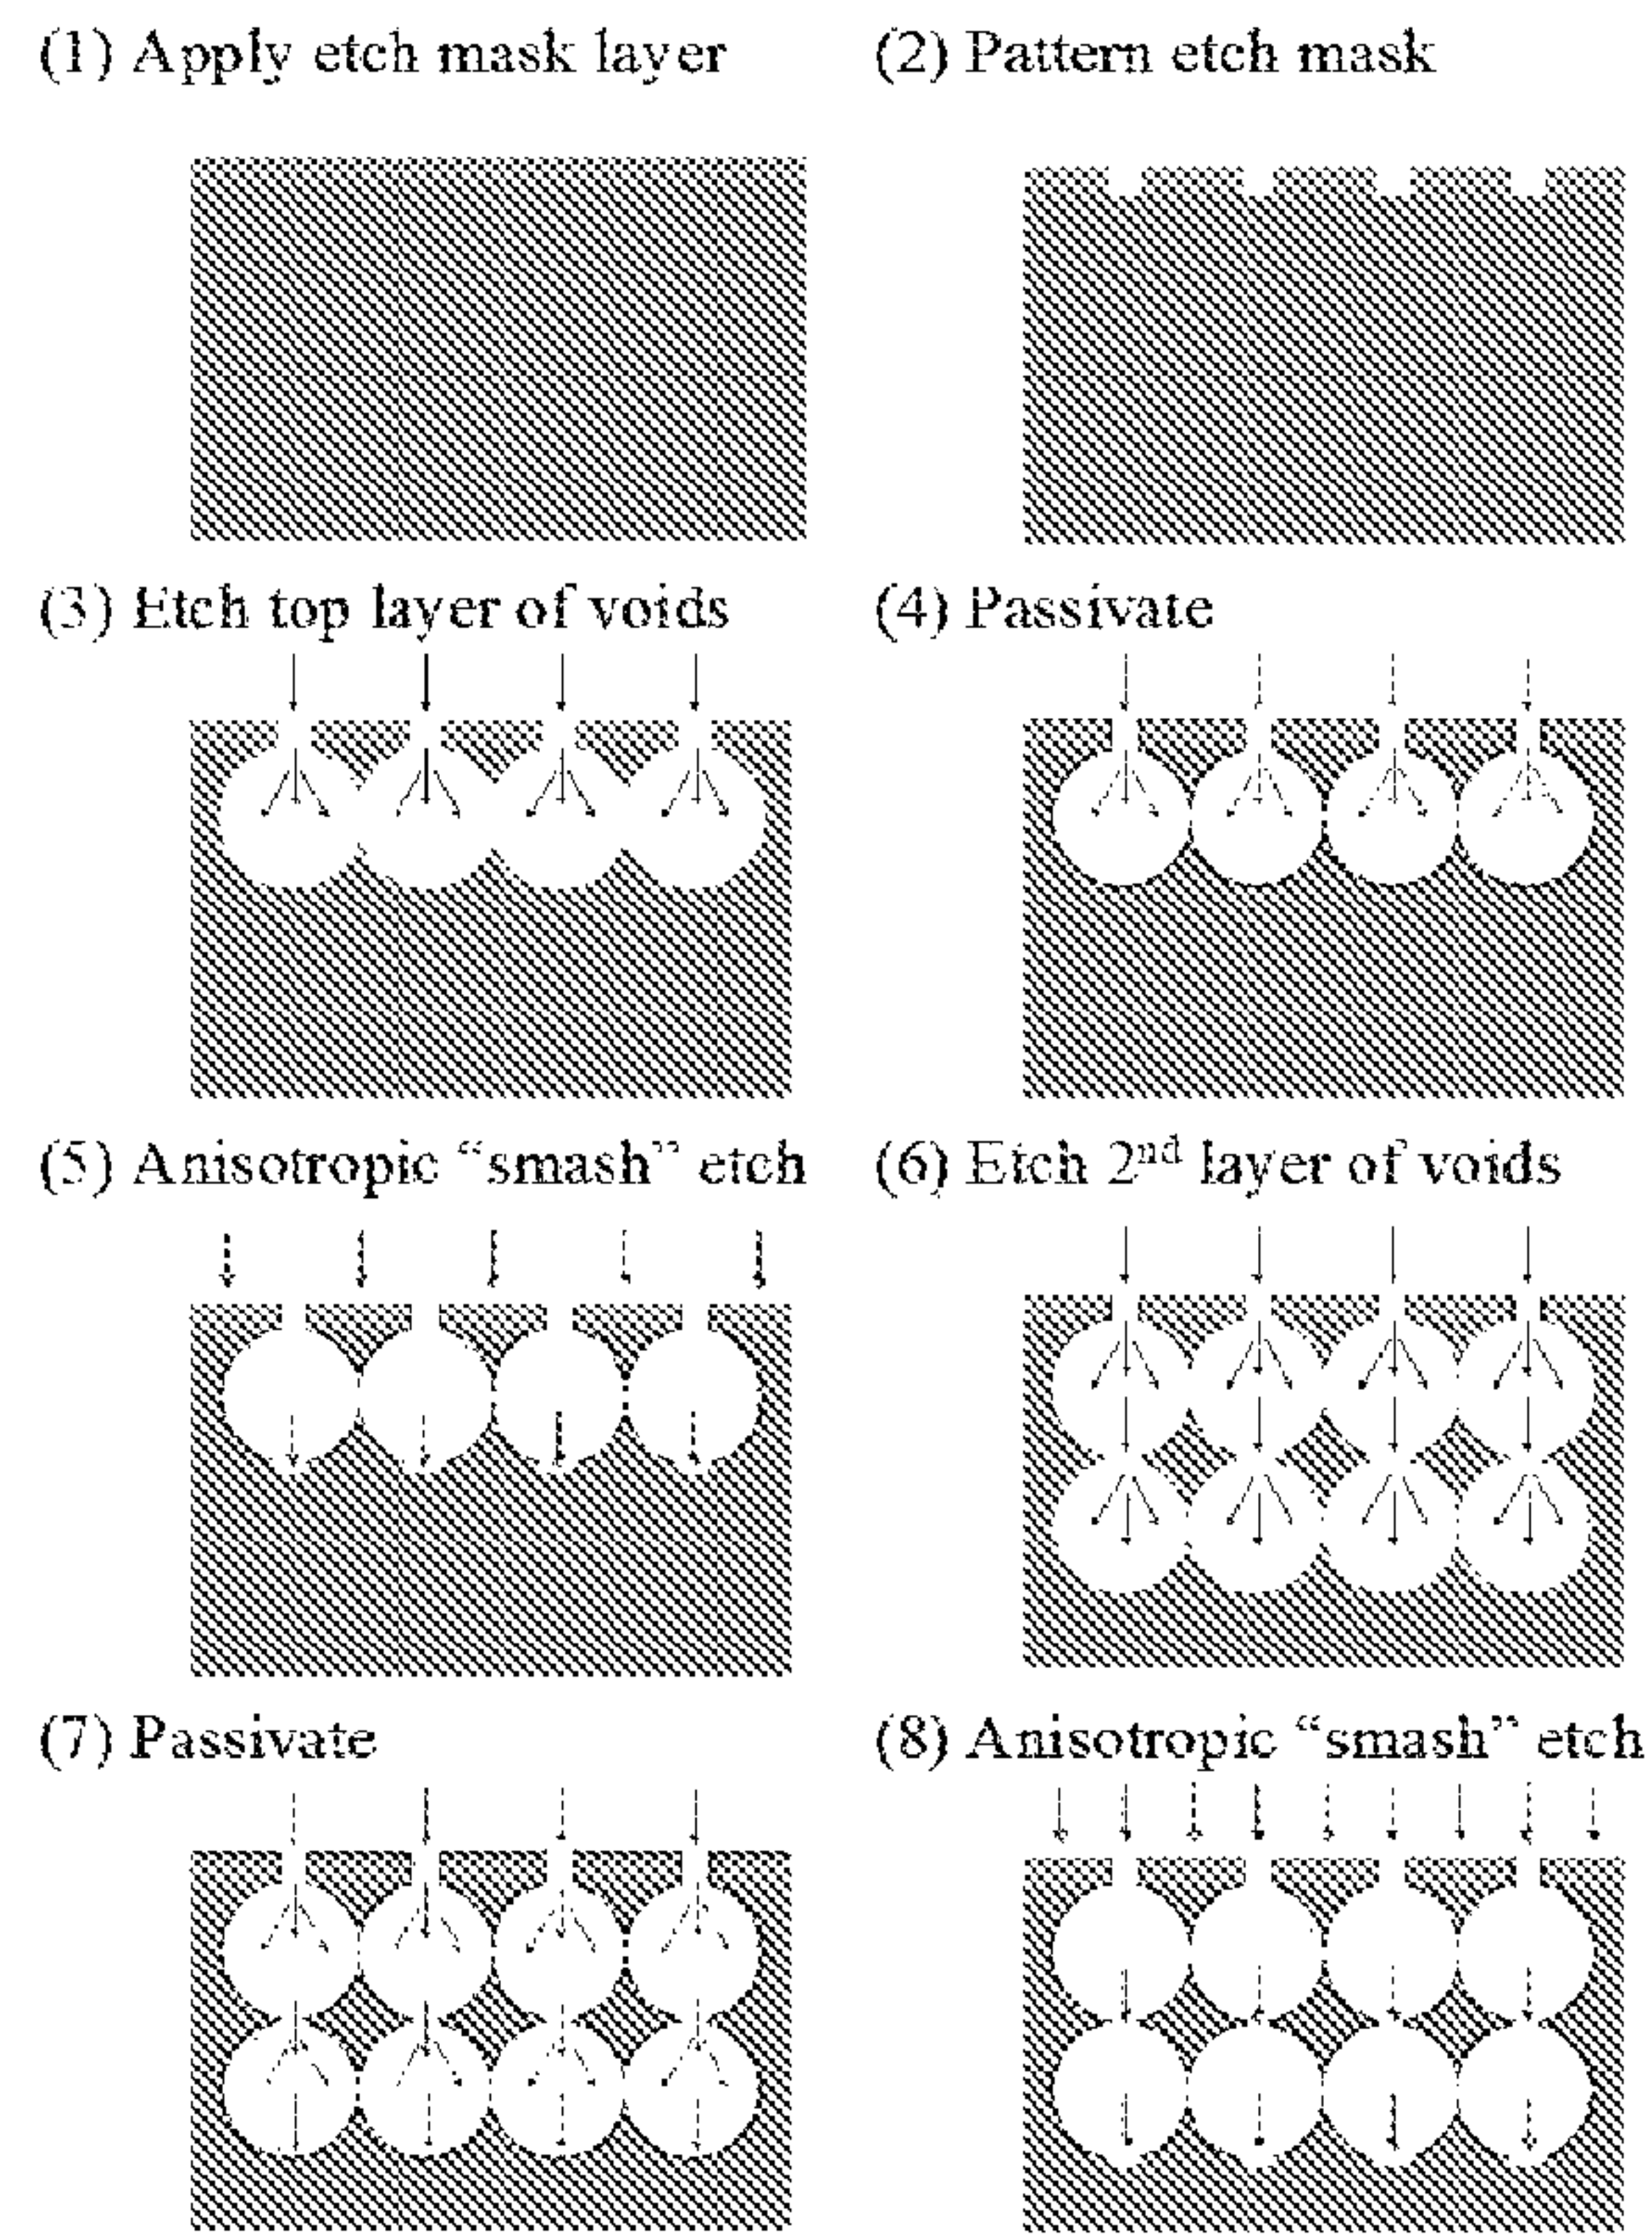 (1) Apply etch mask layer
(2) Pattern etch mask
(3) Etch top layer of voids
(4) Passivate
(5) Anisotropic “smash” etch
(6) Etch 2nd layer of voids
(7) Passivate
(8) Anisotropic “smash” etch